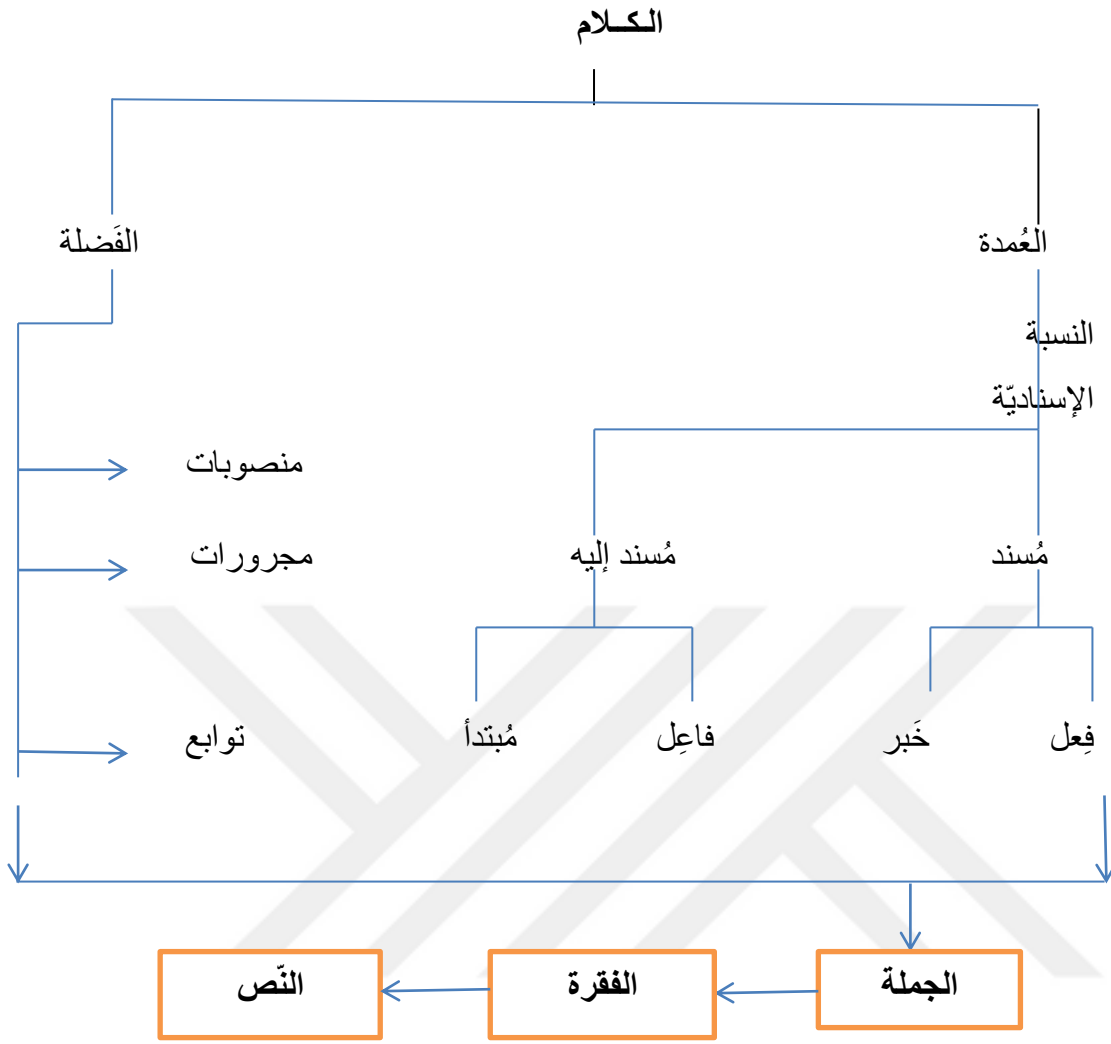 الـكــلام
العُمدة
الفَضلة
النسبة
الإسناديّة
منصوبات
مُسند
مُسند إليه
مجرورات
فِعل
خَبر
فاعِل
مُبتدأ
توابع
الجملة
الفقرة
النّص